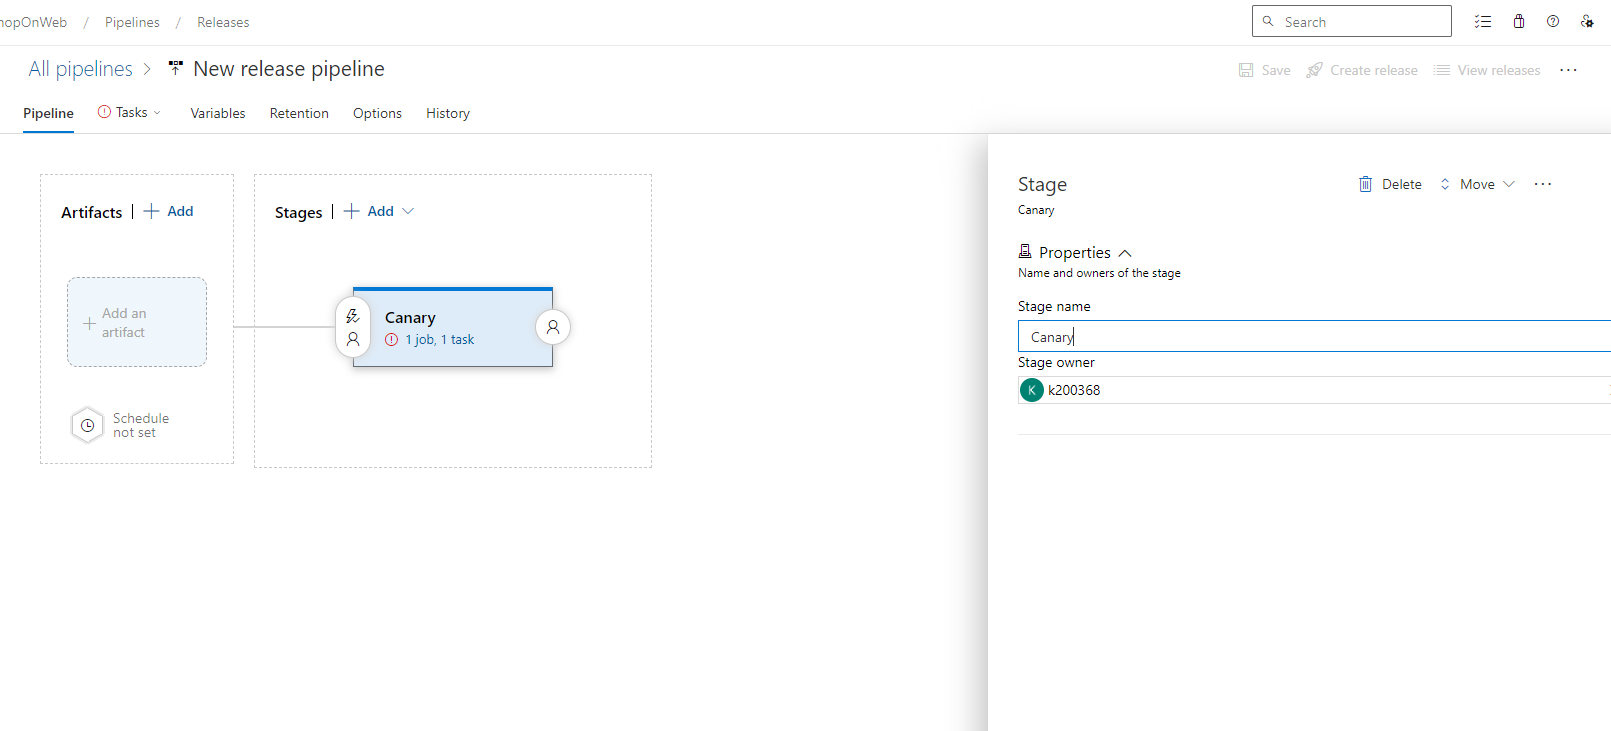 hopOnWeb / Pipelines / Releases
Search
All pipelines > New release pipeline
Save Create release View releases ...
Pipeline Tasks Variables Retention Options History
Artifacts | + Add
Stages | + Add
+ Add an
artifact
Schedule
not set
Canary
1 job, 1 task
Stage
Delete Move ...
Canary
Properties
Name and owners of the stage
Stage name
Canary
Stage owner
K k200368